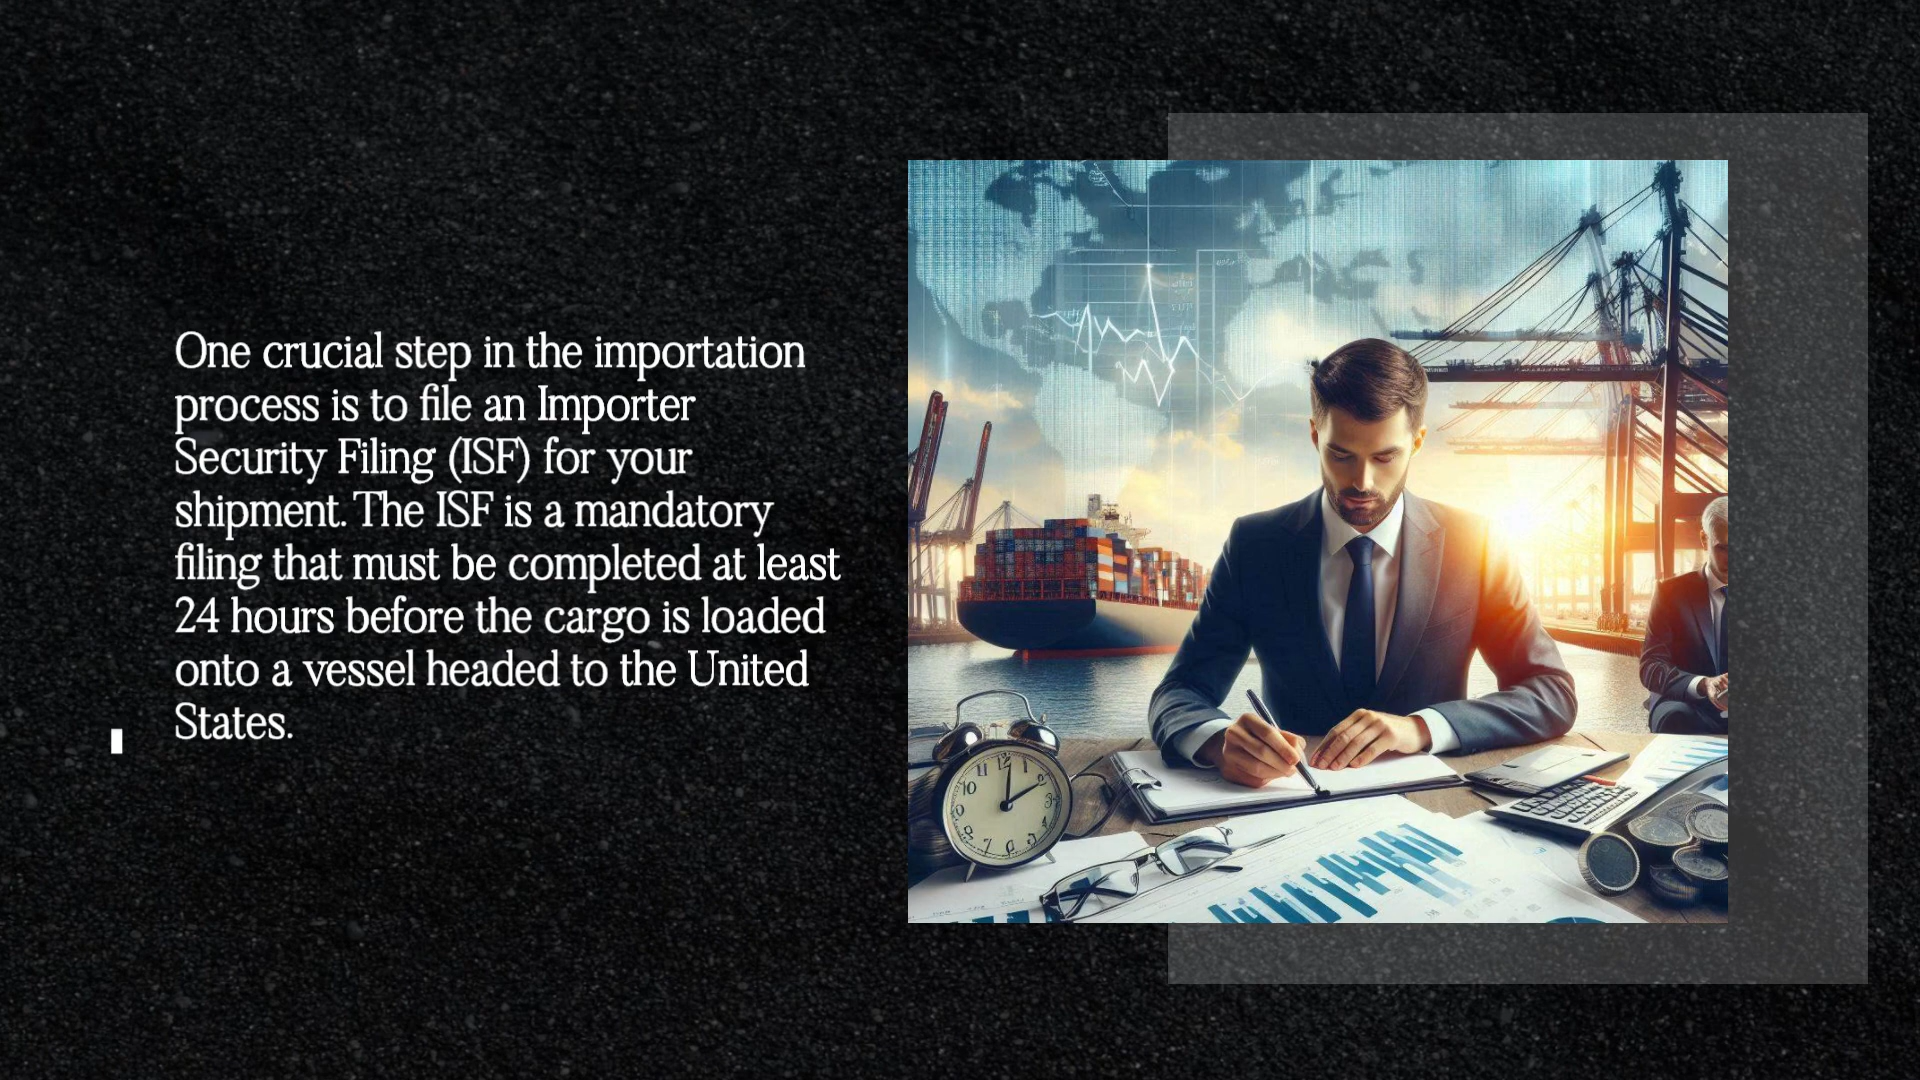 One crucial step in the importation
process is to file an Importer
Security Filing (ISF) for your
shipment. The ISF is a mandatory
filing that must be completed at least
24 hours before the cargo is loaded
onto a vessel headed to the United
States.